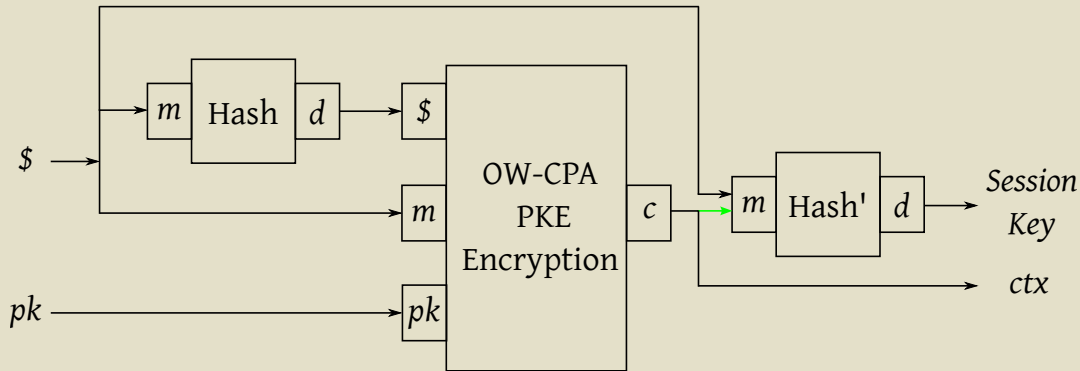 m
Hash
d
$
$
OW-CPA
PKE
Encryption
m
c
m
Hash'
d
Session
Key
ctx
pk
pk